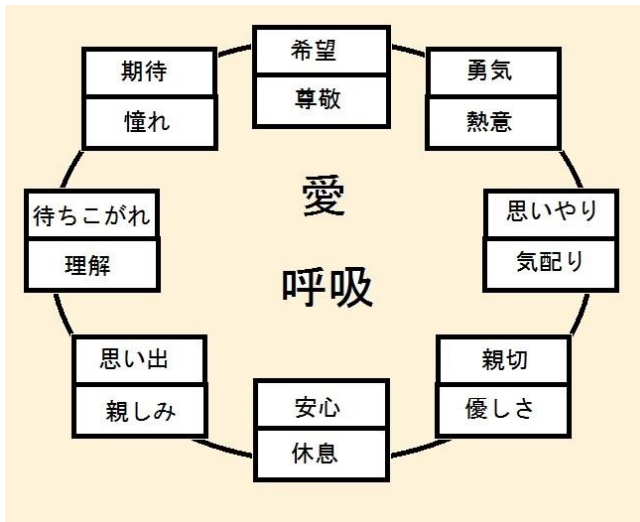 希望
尊敬
勇気
熱意
思いやり
気配り
親切
優しさ
安心
休息
思い出
親しみ
待ちこがれ
理解
期待
憧れ
愛
呼吸